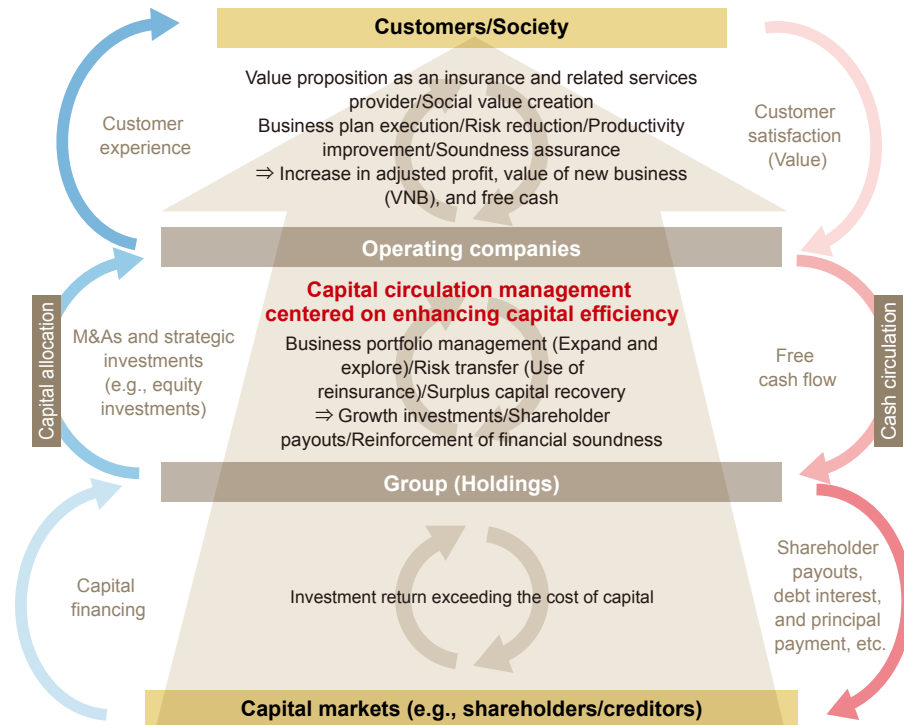 Customers/Society
Value proposition as an insurance and related services
provider/Social value creation
Business plan execution/Risk reduction/Productivity
improvement/Soundness assurance
⇒ Increase in adjusted profit, value of new business
(VNB), and free cash
Customer
experience
Customer
satisfaction
(Value)
Operating companies
Capital circulation management
centered on enhancing capital efficiency
Business portfolio management (Expand and
explore)/Risk transfer (Use of
reinsurance)/Surplus capital recovery
⇒ Growth investments/Shareholder
payouts/Reinforcement of financial soundness
Capital allocation
M&As and strategic
investments
(e.g., equity
investments)
Free
cash flow
Cash circulation
Group (Holdings)
Capital
financing
Investment return exceeding the cost of capital
Shareholder
payouts,
debt interest,
and principal
payment, etc.
Capital markets (e.g., shareholders/creditors)